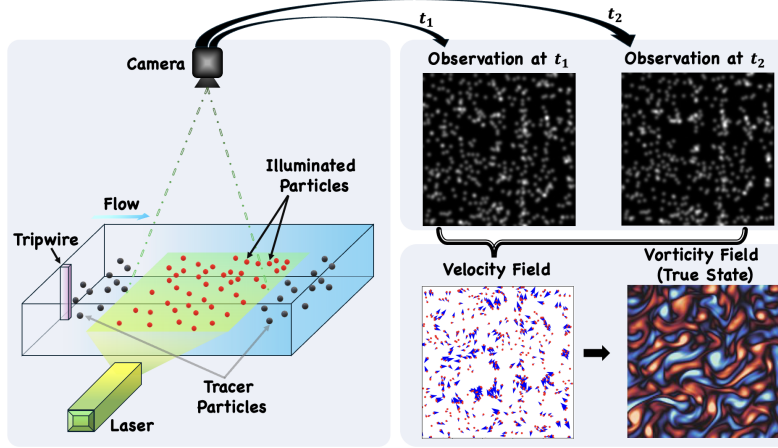 t₁
t₂
Camera
Observation at t₁
Observation at t₂
Illuminated
Particles
Flow
Tripwire
Tracer
Particles
Laser
Velocity Field
Vorticity Field
(True State)